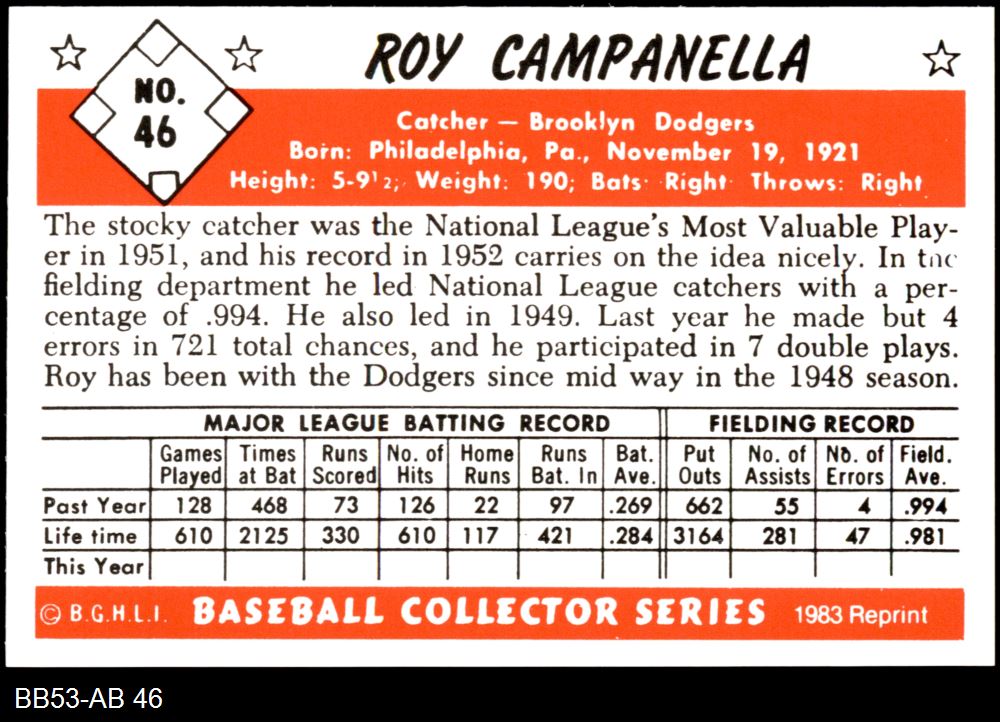 ROY CAMPANELLA
NO.
46
Catcher — Brooklyn Dodgers
Born: Philadelphia, Pa., November 19, 1921
Height: 5-9½; Weight: 190; Bats Right Throws: Right
The stocky catcher was the National League's Most Valuable Play-
er in 1951, and his record in 1952 carries on the idea nicely. In the
fielding department he led National League catchers with a per-
centage of .994. He also led in 1949. Last year he made but 4
errors in 721 total chances, and he participated in 7 double plays.
Roy has been with the Dodgers since mid way in the 1948 season.
MAJOR LEAGUE BATTING RECORD FIELDING RECORD
Games Times Runs No. of Home Runs Bat. Put No. of No. of Field.
Played at Bat Scored Hits Runs Bat. In Ave. Outs Assists Errors Ave.
Past Year 128 468 73 126 22 97 .269 662 55 4 .994
Life time 610 2125 330 610 117 421 .284 3164 281 47 .981
This Year
© B.G.H.L.I. BASEBALL COLLECTOR SERIES 1983 Reprint
BB53-AB 46